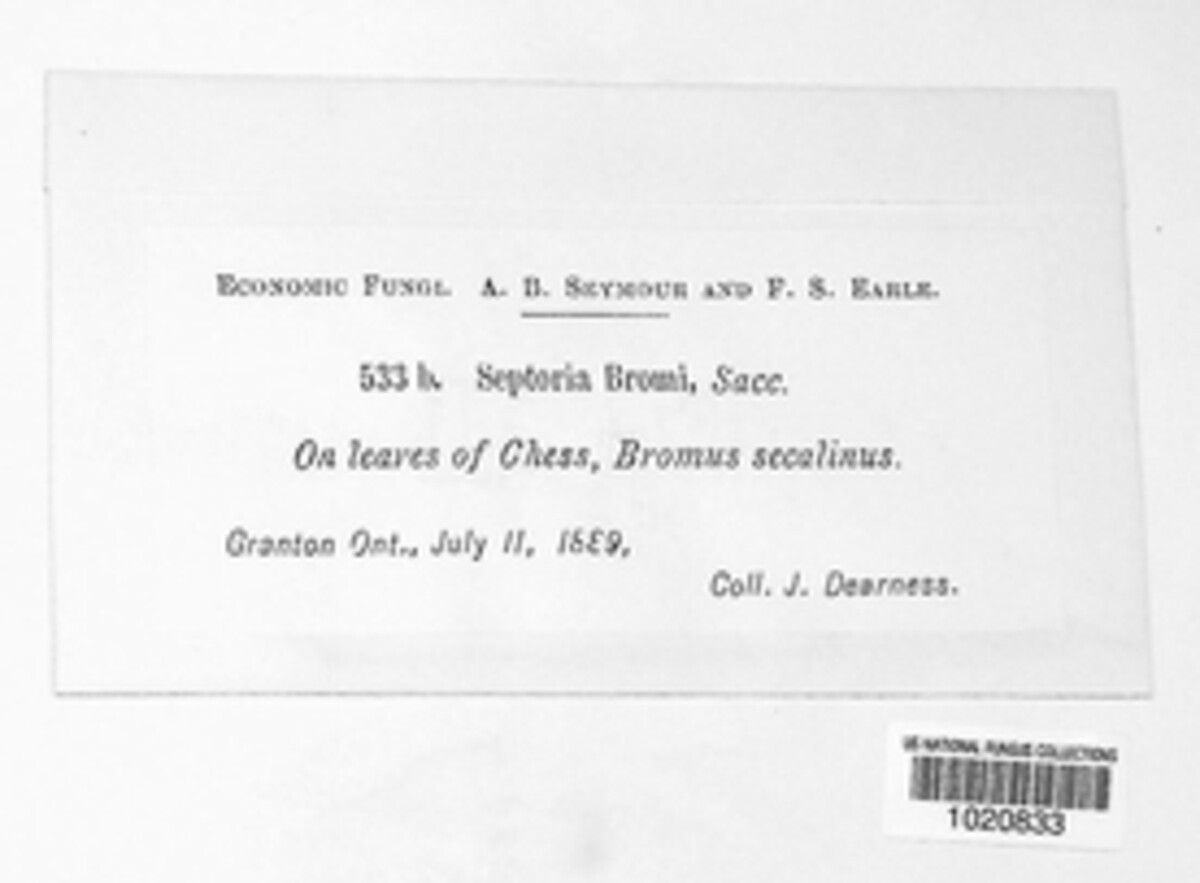 Economic Fungi. A. B. Seymour and F. S. Earle.
533 b. Septoria Bromi, Sacc.
On leaves of Chess, Bromus secalinus.
Granton Ont., July 11, 1889,
Coll. J. Dearness.
US NATIONAL FUNGUS COLLECTIONS
1020833